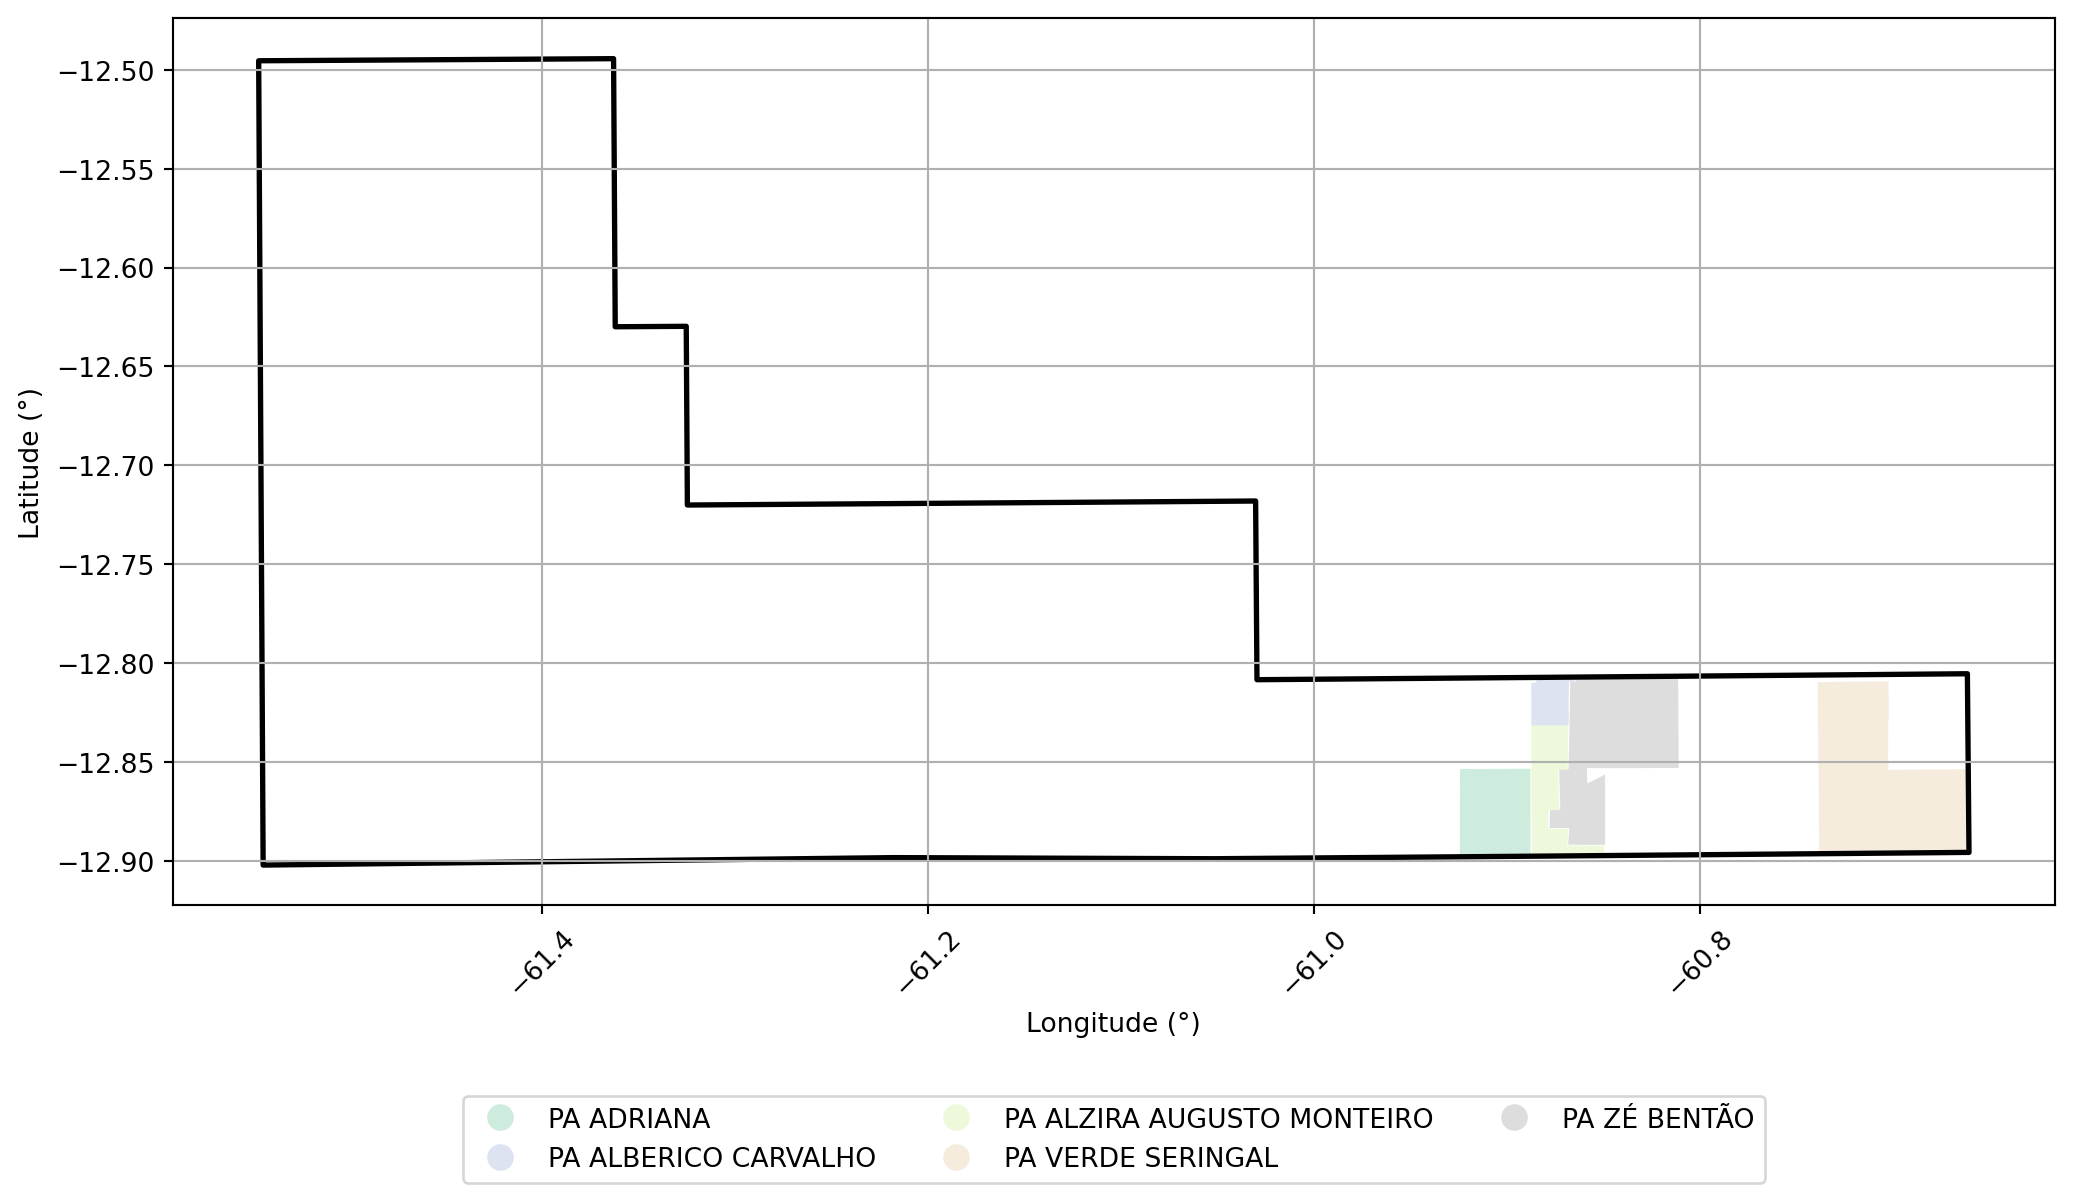 −12.50
−12.55
−12.60
−12.65
−12.70
−12.75
−12.80
−12.85
−12.90
Latitude (°)
−61.4
−61.2
−61.0
−60.8
Longitude (°)
PA ADRIANA
PA ALBERICO CARVALHO
PA ALZIRA AUGUSTO MONTEIRO
PA VERDE SERINGAL
PA ZÉ BENTÃO